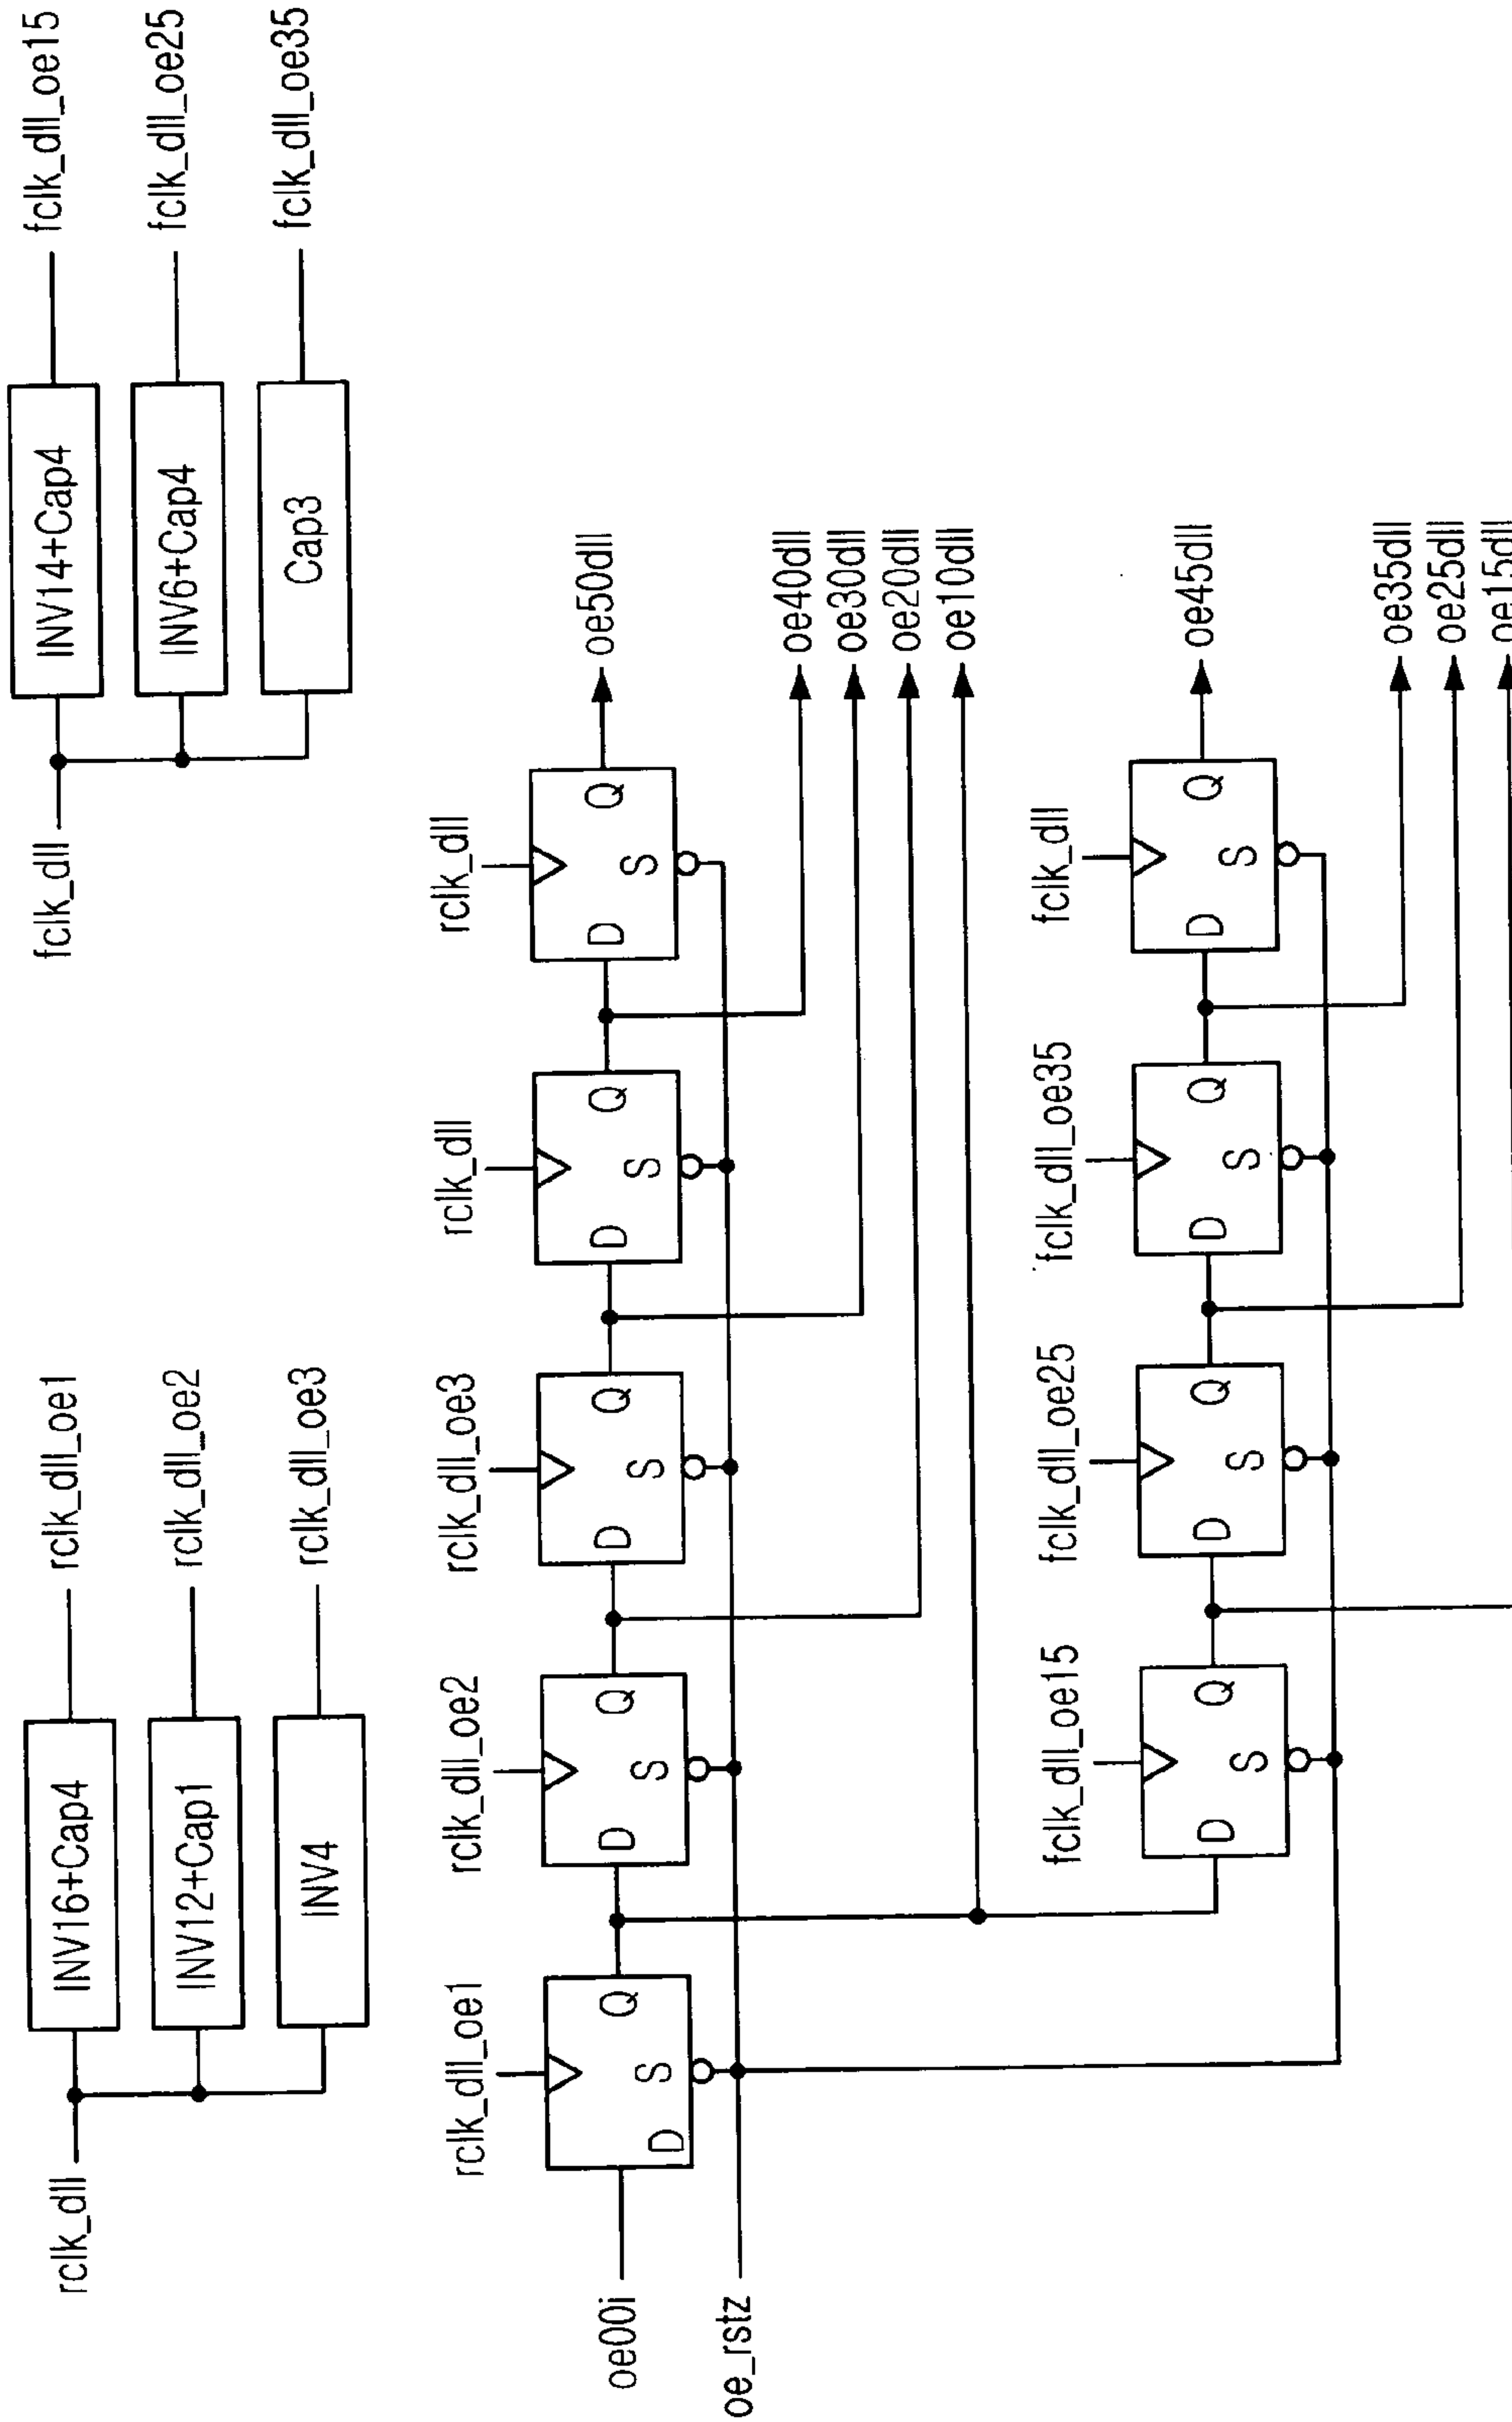 rclk_dll
INV16+Cap4
rclk_dll_oe1
INV12+Cap1
rclk_dll_oe2
INV4
rclk_dll_oe3
fclk_dll
INV14+Cap4
fclk_dll_oe15
INV6+Cap4
fclk_dll_oe25
Cap3
fclk_dll_oe35
rclk_dll_oe1
rclk_dll_oe2
rclk_dll_oe3
rclk_dll
rclk_dll
oe00i
D S Q
D S Q
D S Q
D S Q
D S Q
oe50dll
oe_rstz
oe40dll
oe30dll
oe20dll
oe10dll
fclk_dll_oe15
fclk_dll_oe25
fclk_dll_oe35
fclk_dll
D S Q
D S Q
D S Q
D S Q
oe45dll
oe35dll
oe25dll
oe15dll